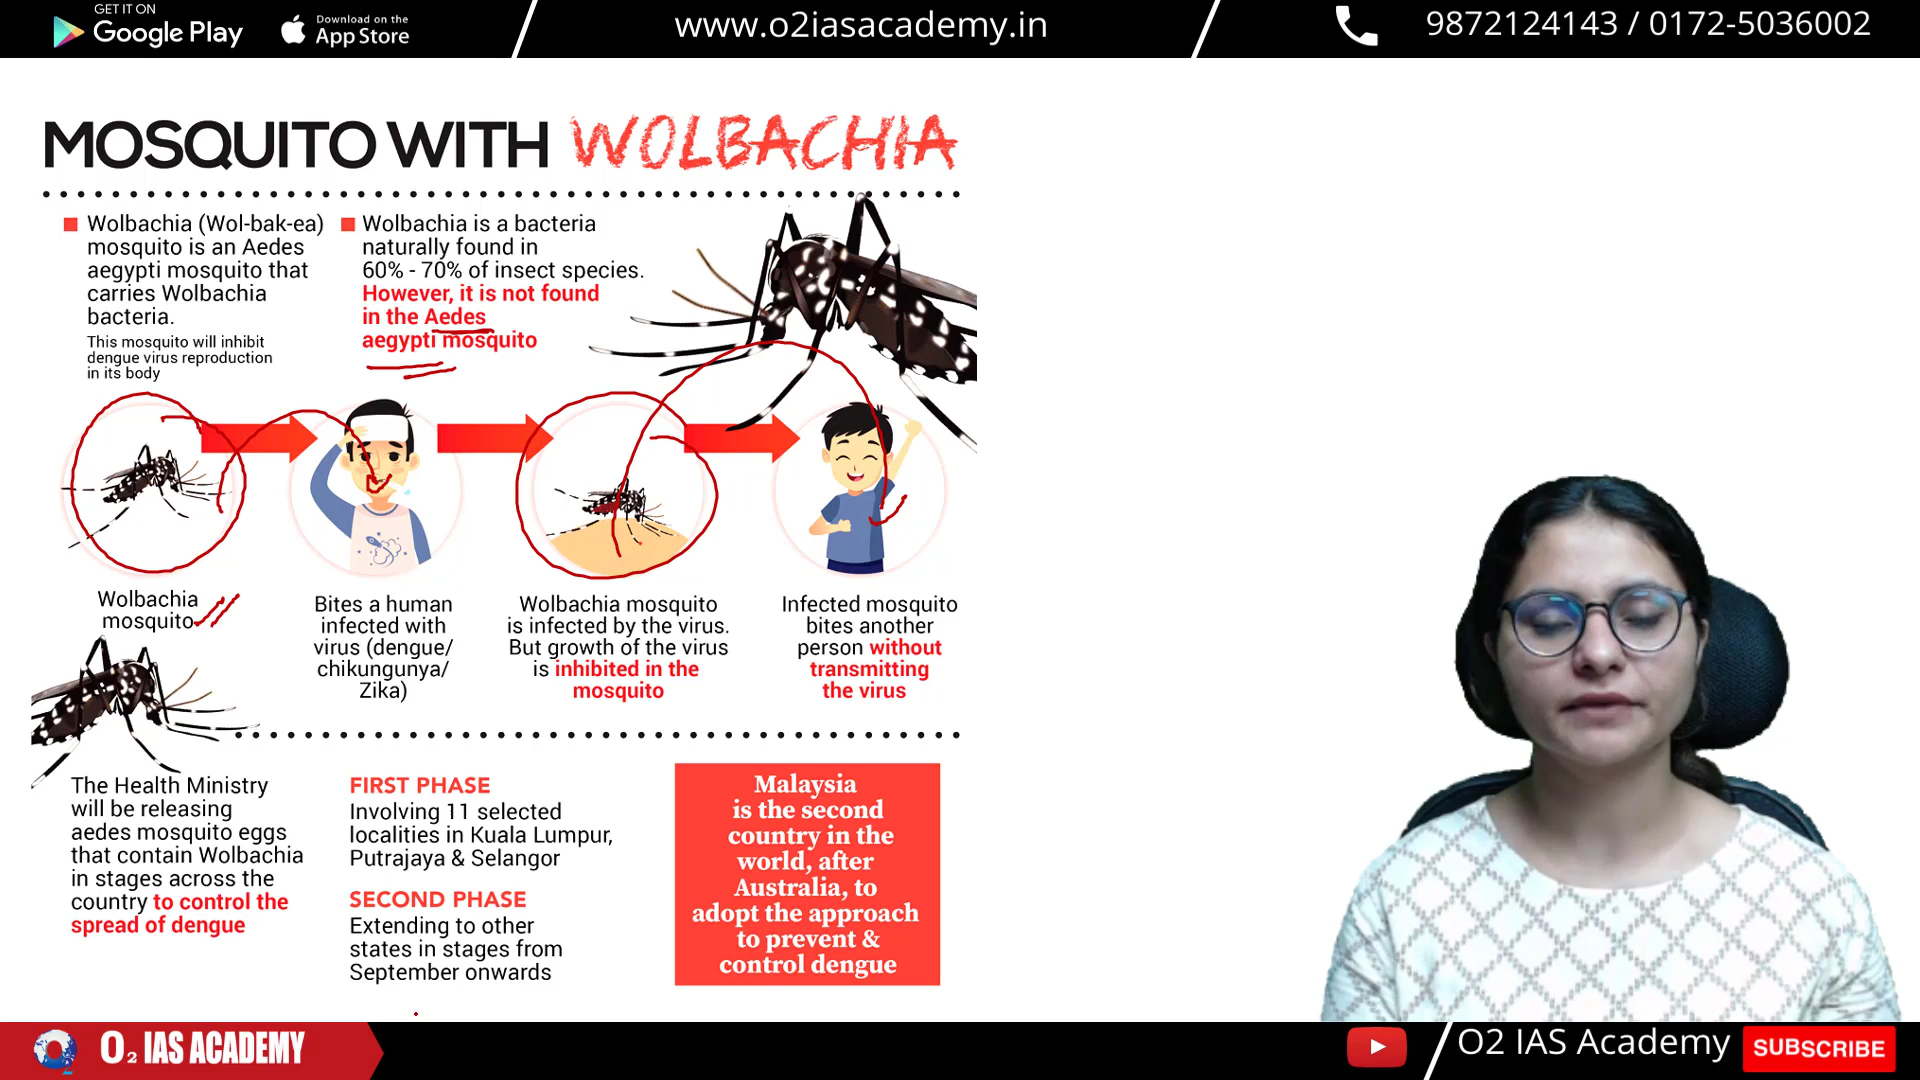 GET IT ON
Google Play
Download on the
App Store
www.o2iasacademy.in
9872124143 / 0172-5036002
MOSQUITO WITH WOLBACHIA
Wolbachia (Wol-bak-ea)
mosquito is an Aedes
aegypti mosquito that
carries Wolbachia
bacteria.
This mosquito will inhibit
dengue virus reproduction
in its body
Wolbachia is a bacteria
naturally found in
60% - 70% of insect species.
However, it is not found
in the Aedes
aegypti mosquito
Wolbachia
mosquito
Bites a human
infected with
virus (dengue/
chikungunya/
Zika)
Wolbachia mosquito
is infected by the virus.
But growth of the virus
is inhibited in the
mosquito
Infected mosquito
bites another
person without
transmitting
the virus
The Health Ministry
will be releasing
aedes mosquito eggs
that contain Wolbachia
in stages across the
country to control the
spread of dengue
FIRST PHASE
Involving 11 selected
localities in Kuala Lumpur,
Putrajaya & Selangor
SECOND PHASE
Extending to other
states in stages from
September onwards
Malaysia
is the second
country in the
world, after
Australia, to
adopt the approach
to prevent &
control dengue
O2 IAS ACADEMY
O2 IAS Academy
SUBSCRIBE